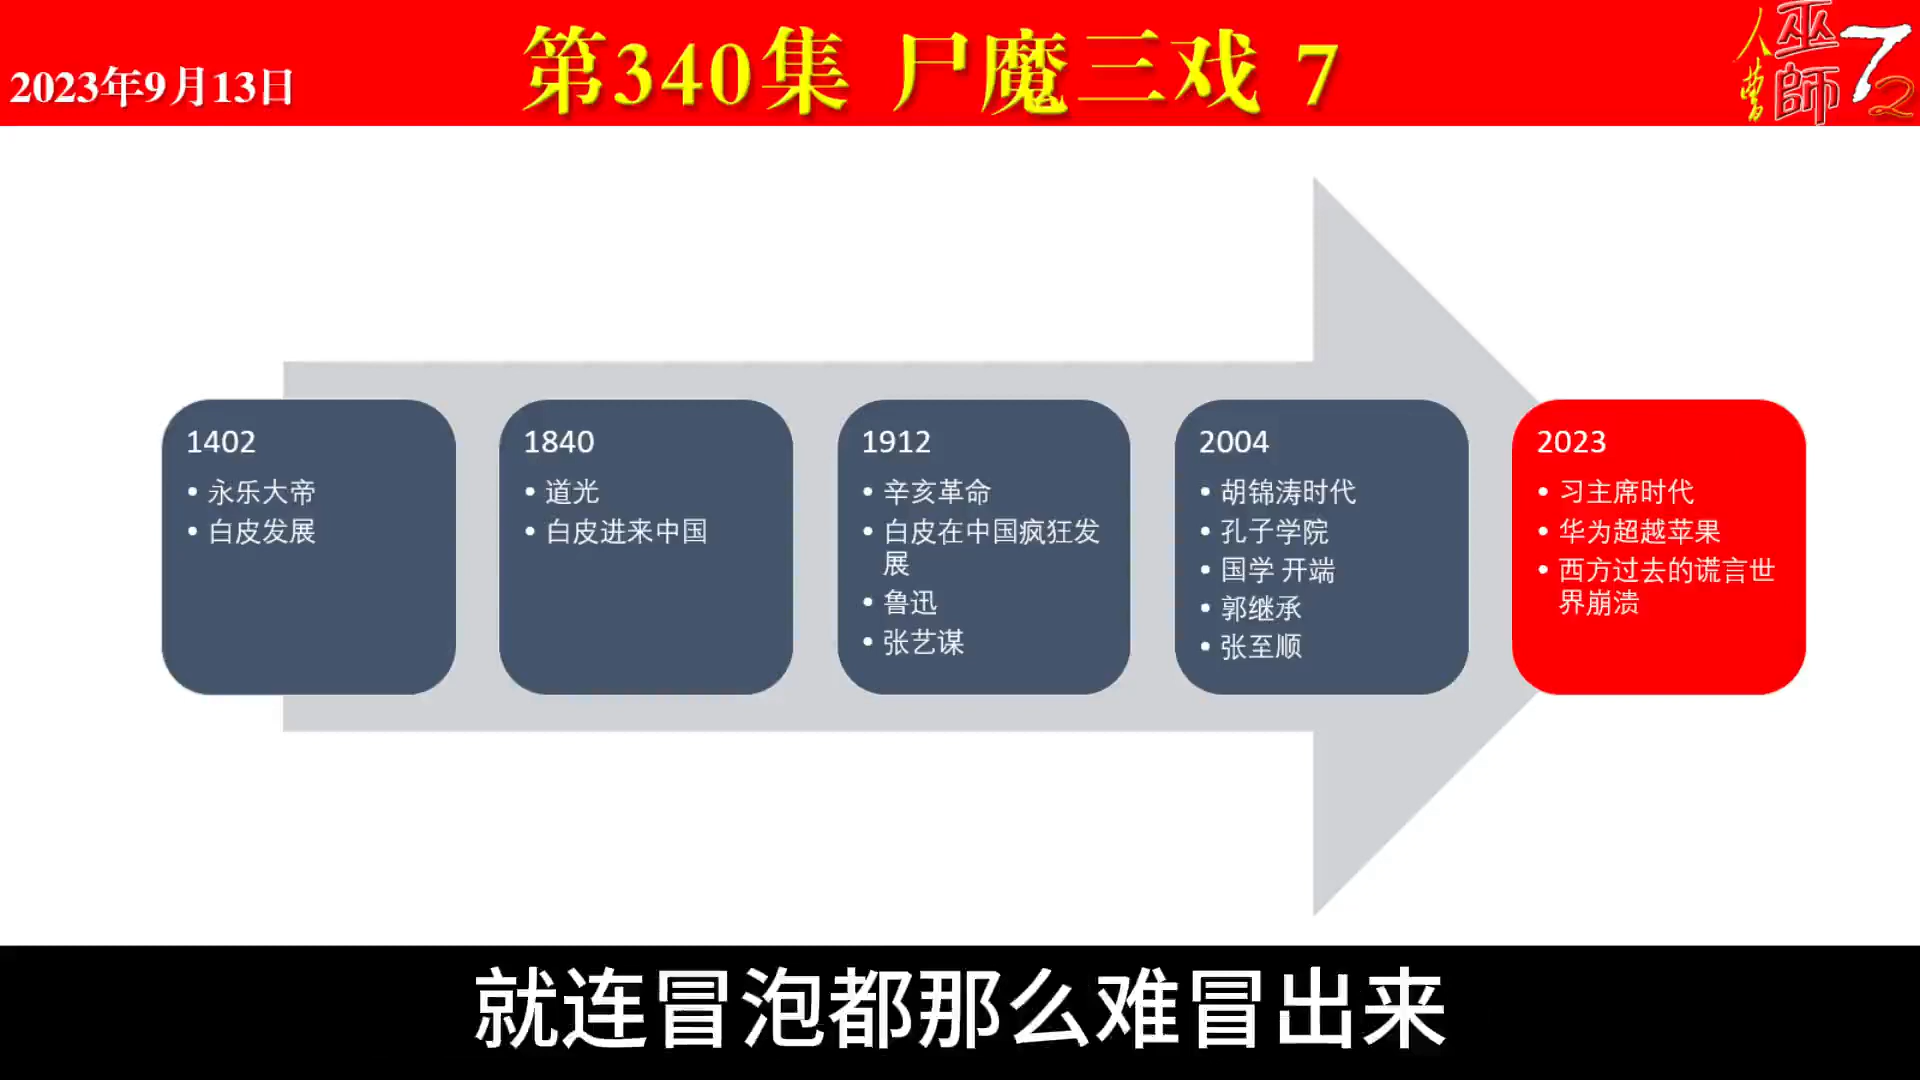 2023年9月13日
第340集 尸魔三戏 7
人曹
巫師
72
1402
• 永乐大帝
• 白皮发展
1840
• 道光
• 白皮进来中国
1912
• 辛亥革命
• 白皮在中国疯狂发
展
• 鲁迅
• 张艺谋
2004
• 胡锦涛时代
• 孔子学院
• 国学 开端
• 郭继承
• 张至顺
2023
• 习主席时代
• 华为超越苹果
• 西方过去的谎言世
界崩溃
就连冒泡都那么难冒出来